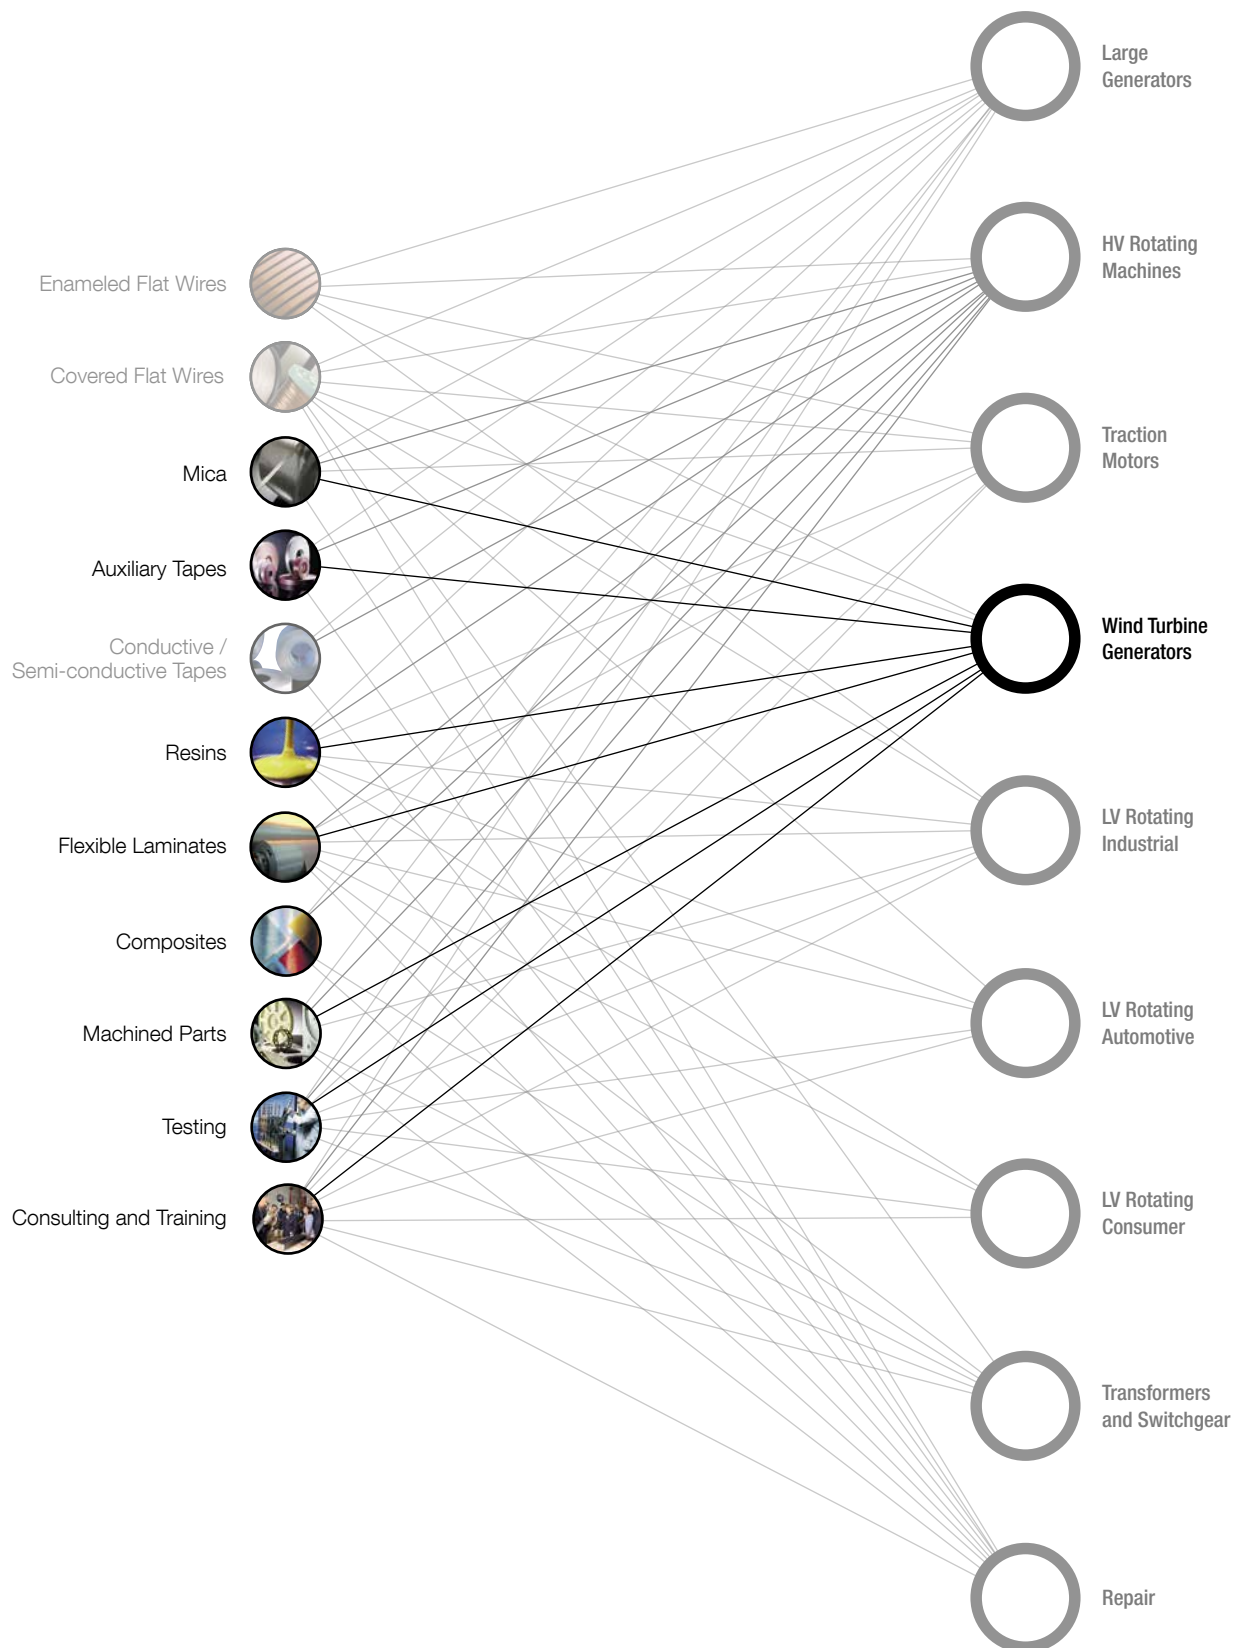 Large
Generators
HV Rotating
Machines
Enameled Flat Wires
Covered Flat Wires
Traction
Motors
Mica
Auxiliary Tapes
Wind Turbine
Generators
Conductive /
Semi-conductive Tapes
Resins
LV Rotating
Industrial
Flexible Laminates
Composites
LV Rotating
Automotive
Machined Parts
Testing
LV Rotating
Consumer
Consulting and Training
Transformers
and Switchgear
Repair